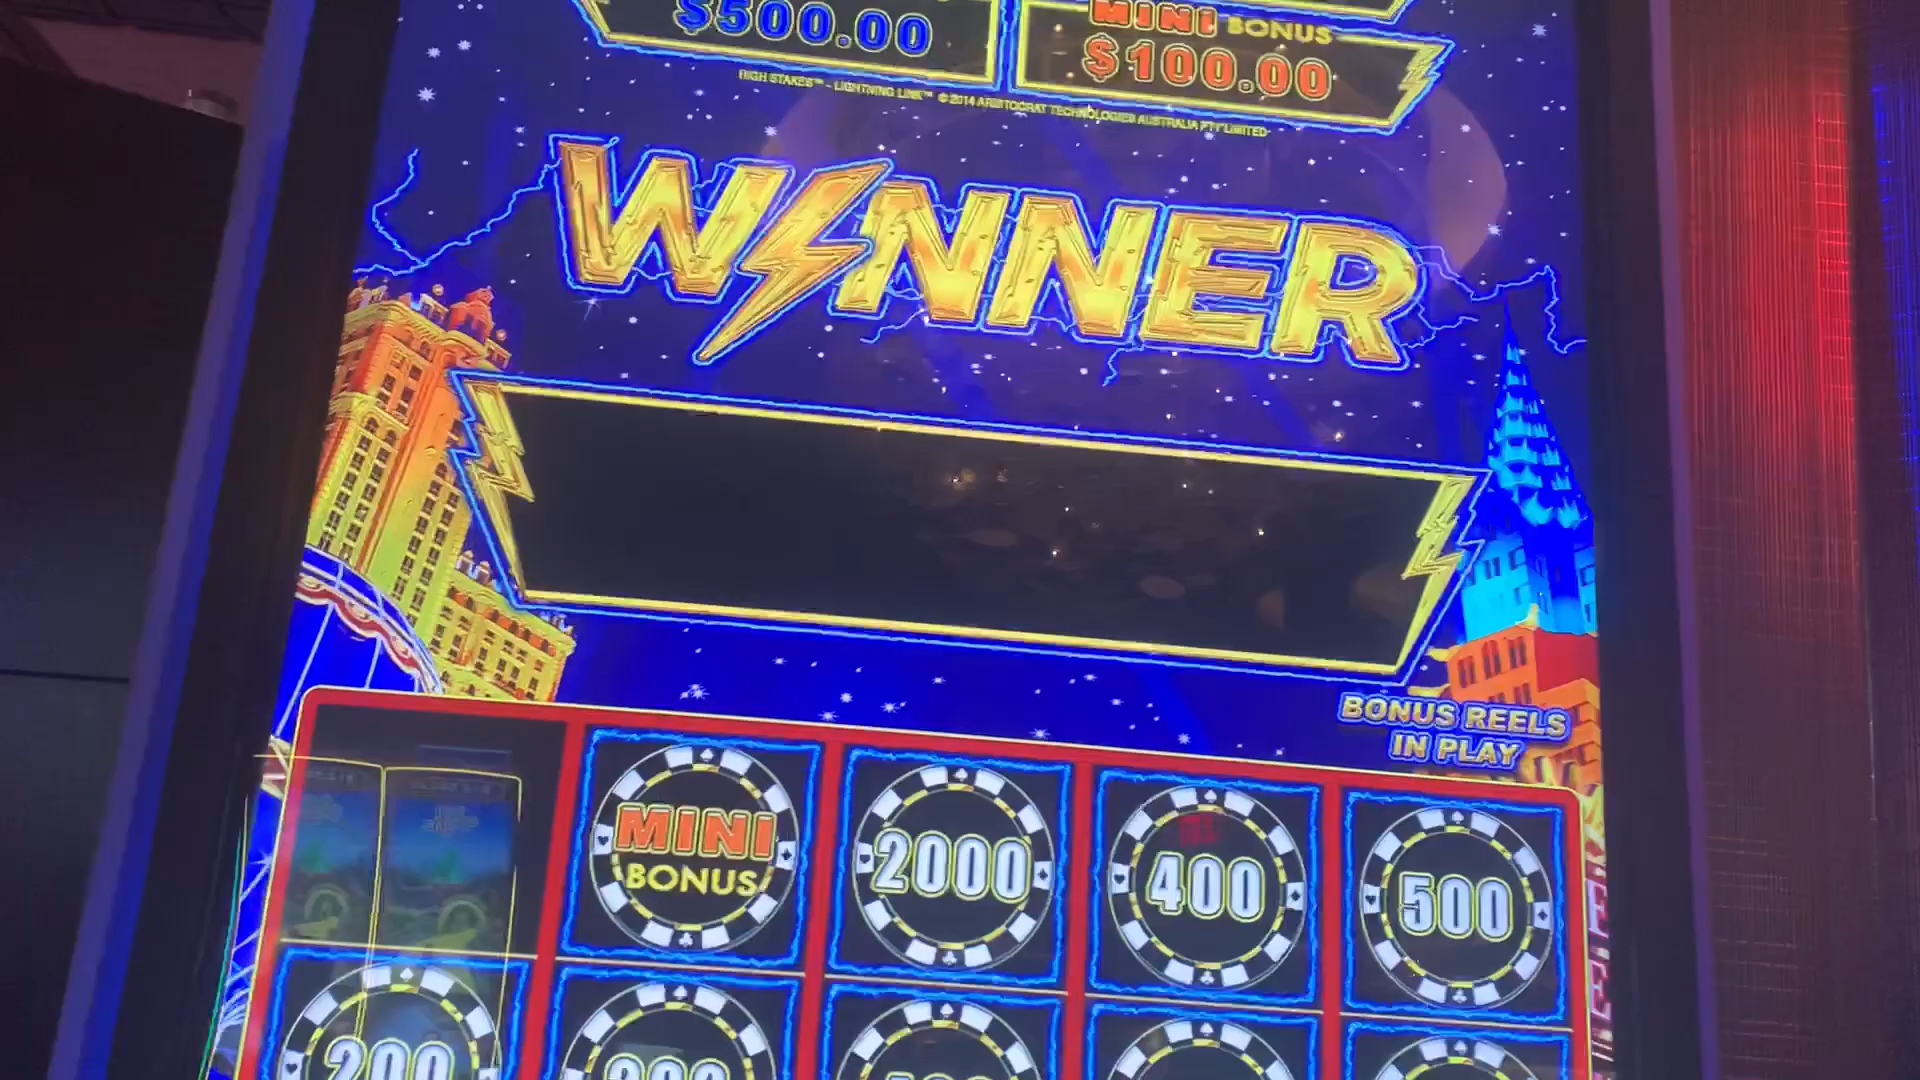 $500.00
MINI BONUS
$100.00
HIGH STAKES™ - LIGHTNING LINK™ © 2014 ARISTOCRAT TECHNOLOGIES AUSTRALIA PTY LIMITED
WINNER
BONUS REELS
IN PLAY
MINI
BONUS
2000
400
500
200